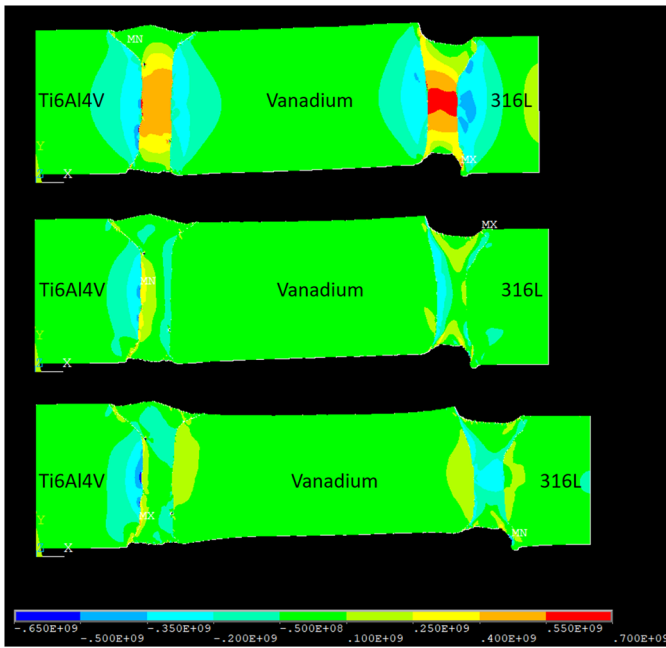 MN
Ti6Al4V Vanadium 316L
Y
X
MX
MX
Ti6Al4V MN Vanadium 316L
Y
X
Ti6Al4V Vanadium 316L
MX
Y
MN
X
-.650E+09 -.350E+09 -.500E+08 .250E+09 .550E+09
-.500E+09 -.200E+09 .100E+09 .400E+09 .700E+09